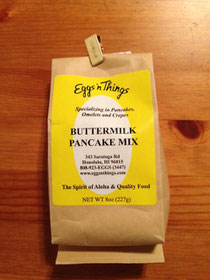 Eggs 'n Things
Specializing in Pancakes,
Omelets and Crepes
BUTTERMILK
PANCAKE MIX
343 Saratoga Rd
Honolulu, HI 96815
808-923-EGGS (3447)
www.eggsnthings.com
The Spirit of Aloha & Quality Food
NET WT 8oz (227g)